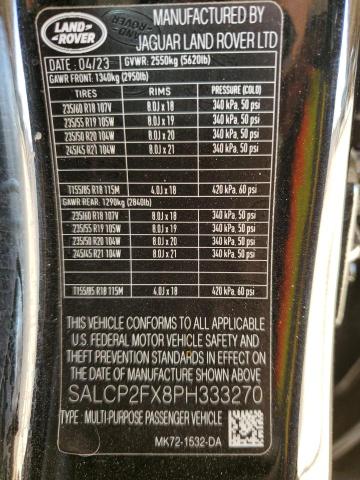 LAND ROVER
MANUFACTURED BY
JAGUAR LAND ROVER LTD
DATE : 04/23 GVWR: 2550kg (5620lb)
GAWR FRONT: 1340kg (2950lb)
TIRES RIMS PRESSURE (COLD)
235/60 R18 107V 8.0J x 18 340 kPa, 50 psi
235/55 R19 105W 8.0J x 19 340 kPa, 50 psi
235/50 R20 104W 8.0J x 20 340 kPa, 50 psi
245/45 R21 104W 8.0J x 21 340 kPa, 50 psi
T155/85 R18 115M 4.0J x 18 420 kPa, 60 psi
GAWR REAR: 1290kg (2840lb)
235/60 R18 107V 8.0J x 18 340 kPa, 50 psi
235/55 R19 105W 8.0J x 19 340 kPa, 50 psi
235/50 R20 104W 8.0J x 20 340 kPa, 50 psi
245/45 R21 104W 8.0J x 21 340 kPa, 50 psi
T155/85 R18 115M 4.0J x 18 420 kPa, 60 psi
THIS VEHICLE CONFORMS TO ALL APPLICABLE
U.S. FEDERAL MOTOR VEHICLE SAFETY AND
THEFT PREVENTION STANDARDS IN EFFECT ON
THE DATE OF MANUFACTURE SHOWN ABOVE
SALCP2FX8PH333270
TYPE : MULTI-PURPOSE PASSENGER VEHICLE
MK72-1532-DA